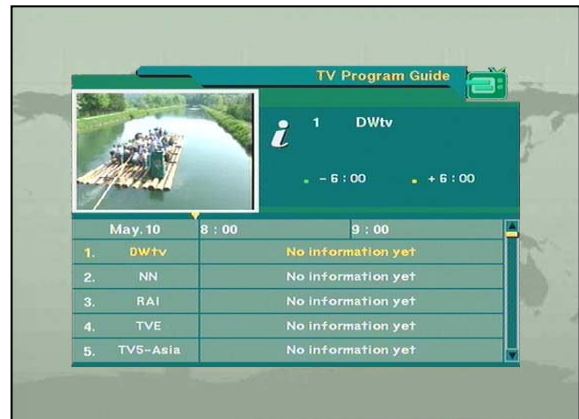 TV Program Guide
1 DWtv
- 6 : 00 + 6 : 00
May. 10 8 : 00 9 : 00
1. DWtv No information yet
2. NN No information yet
3. RAI No information yet
4. TVE No information yet
5. TV5-Asia No information yet